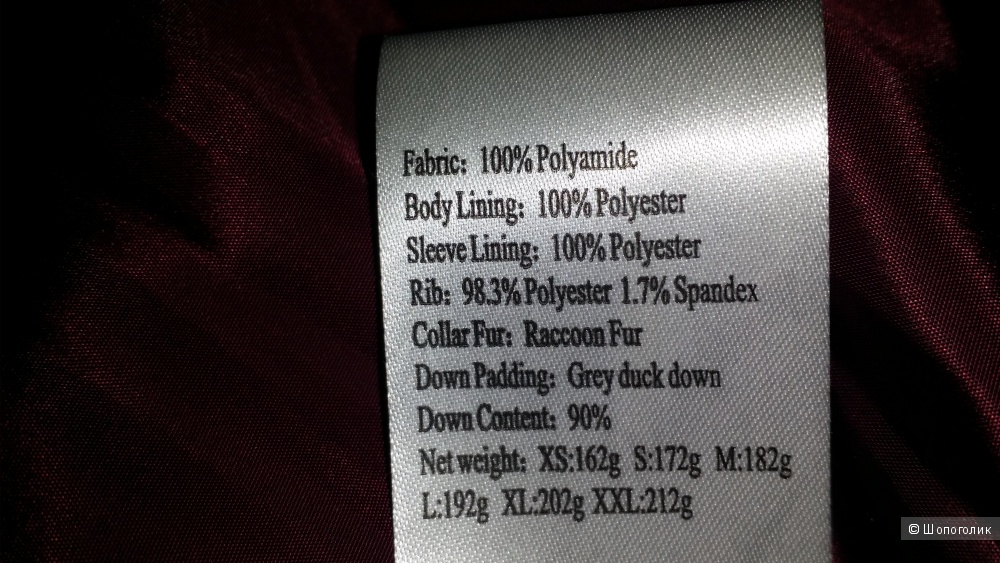 Fabric: 100% Polyamide
Body Lining: 100% Polyester
Sleeve Lining: 100% Polyester
Rib: 98.3% Polyester 1.7% Spandex
Collar Fur: Raccoon Fur
Down Padding: Grey duck down
Down Content: 90%
Net weight: XS:162g S:172g M:182g
L:192g XL:202g XXL:212g
© Шопоголик